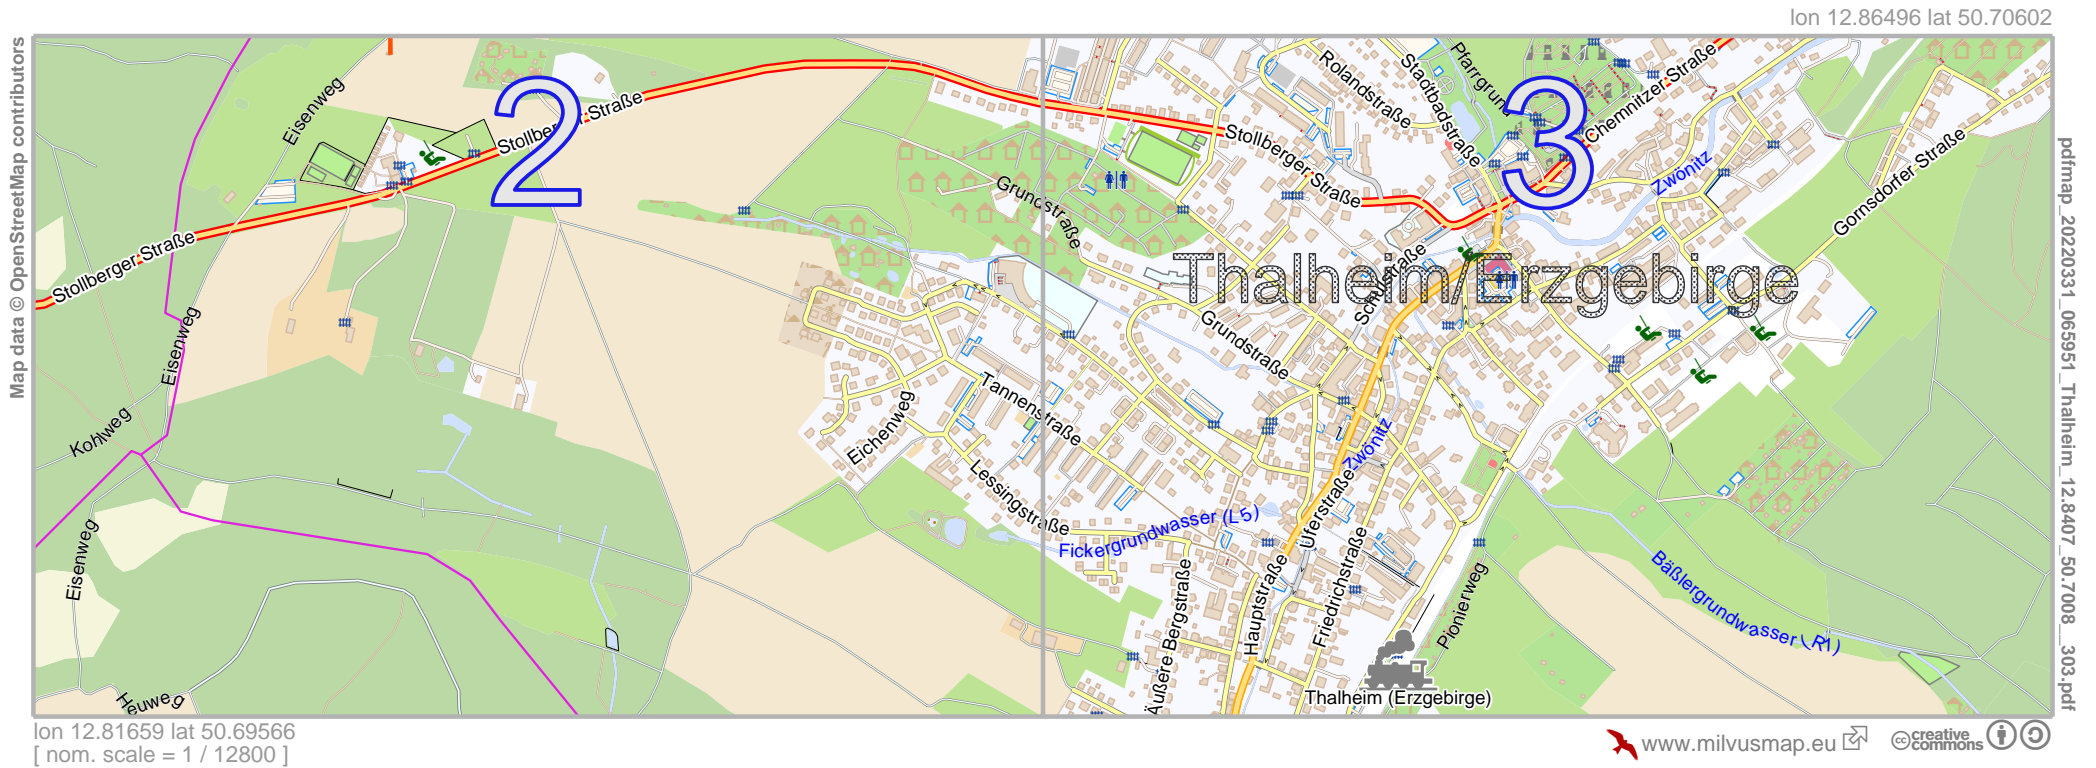 lon 12.86496 lat 50.70602
Map data © OpenStreetMap contributors
pdfmap_20220331_065951_Thalheim_12.8407_50.7008__303.pdf
2
3
Eisenweg
Stollberger Straße
Stollberger Straße
Stollberger Straße
Rolandstraße
Stadtbadstraße
Pfarrgrund
Chemnitzer Straße
Zwönitz
Gornsdorfer Straße
Grundstraße
Thalheim/Erzgebirge
Schulstraße
Grundstraße
Eisenweg
Kohlweg
Tannenstraße
Eichenweg
Lessingstraße
Zwönitz
Uferstraße
Fickergrundwasser (L5)
Eisenweg
Äußere Bergstraße
Hauptstraße
Friedrichstraße
Pionierweg
Bäßlergrundwasser (R1)
Heuweg
Thalheim (Erzgebirge)
lon 12.81659 lat 50.69566
[ nom. scale = 1 / 12800 ]
www.milvusmap.eu
cc creative commons